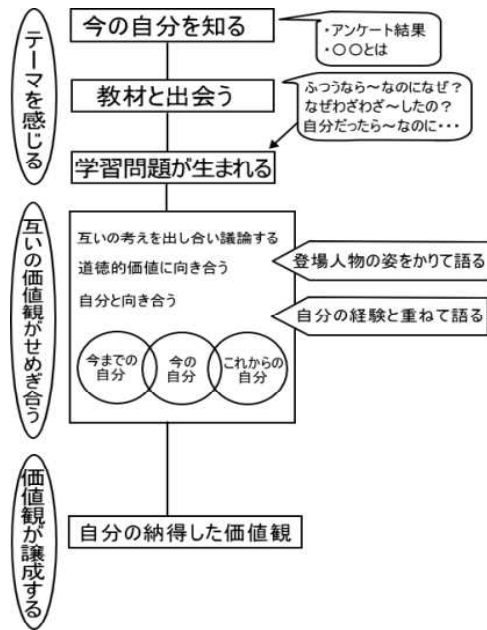 テーマを感じる
今の自分を知る
・アンケート結果
・〇〇とは
教材と出会う
ふつうなら〜なのになぜ？
なぜわざわざ〜したの？
自分だったら〜なのに・・・
学習問題が生まれる
互いの価値観がせめぎ合う
互いの考えを出し合い議論する
道徳的価値に向き合う
自分と向き合う
登場人物の姿をかりて語る
自分の経験と重ねて語る
今までの
自分
今の
自分
これからの
自分
価値観が譲成する
自分の納得した価値観